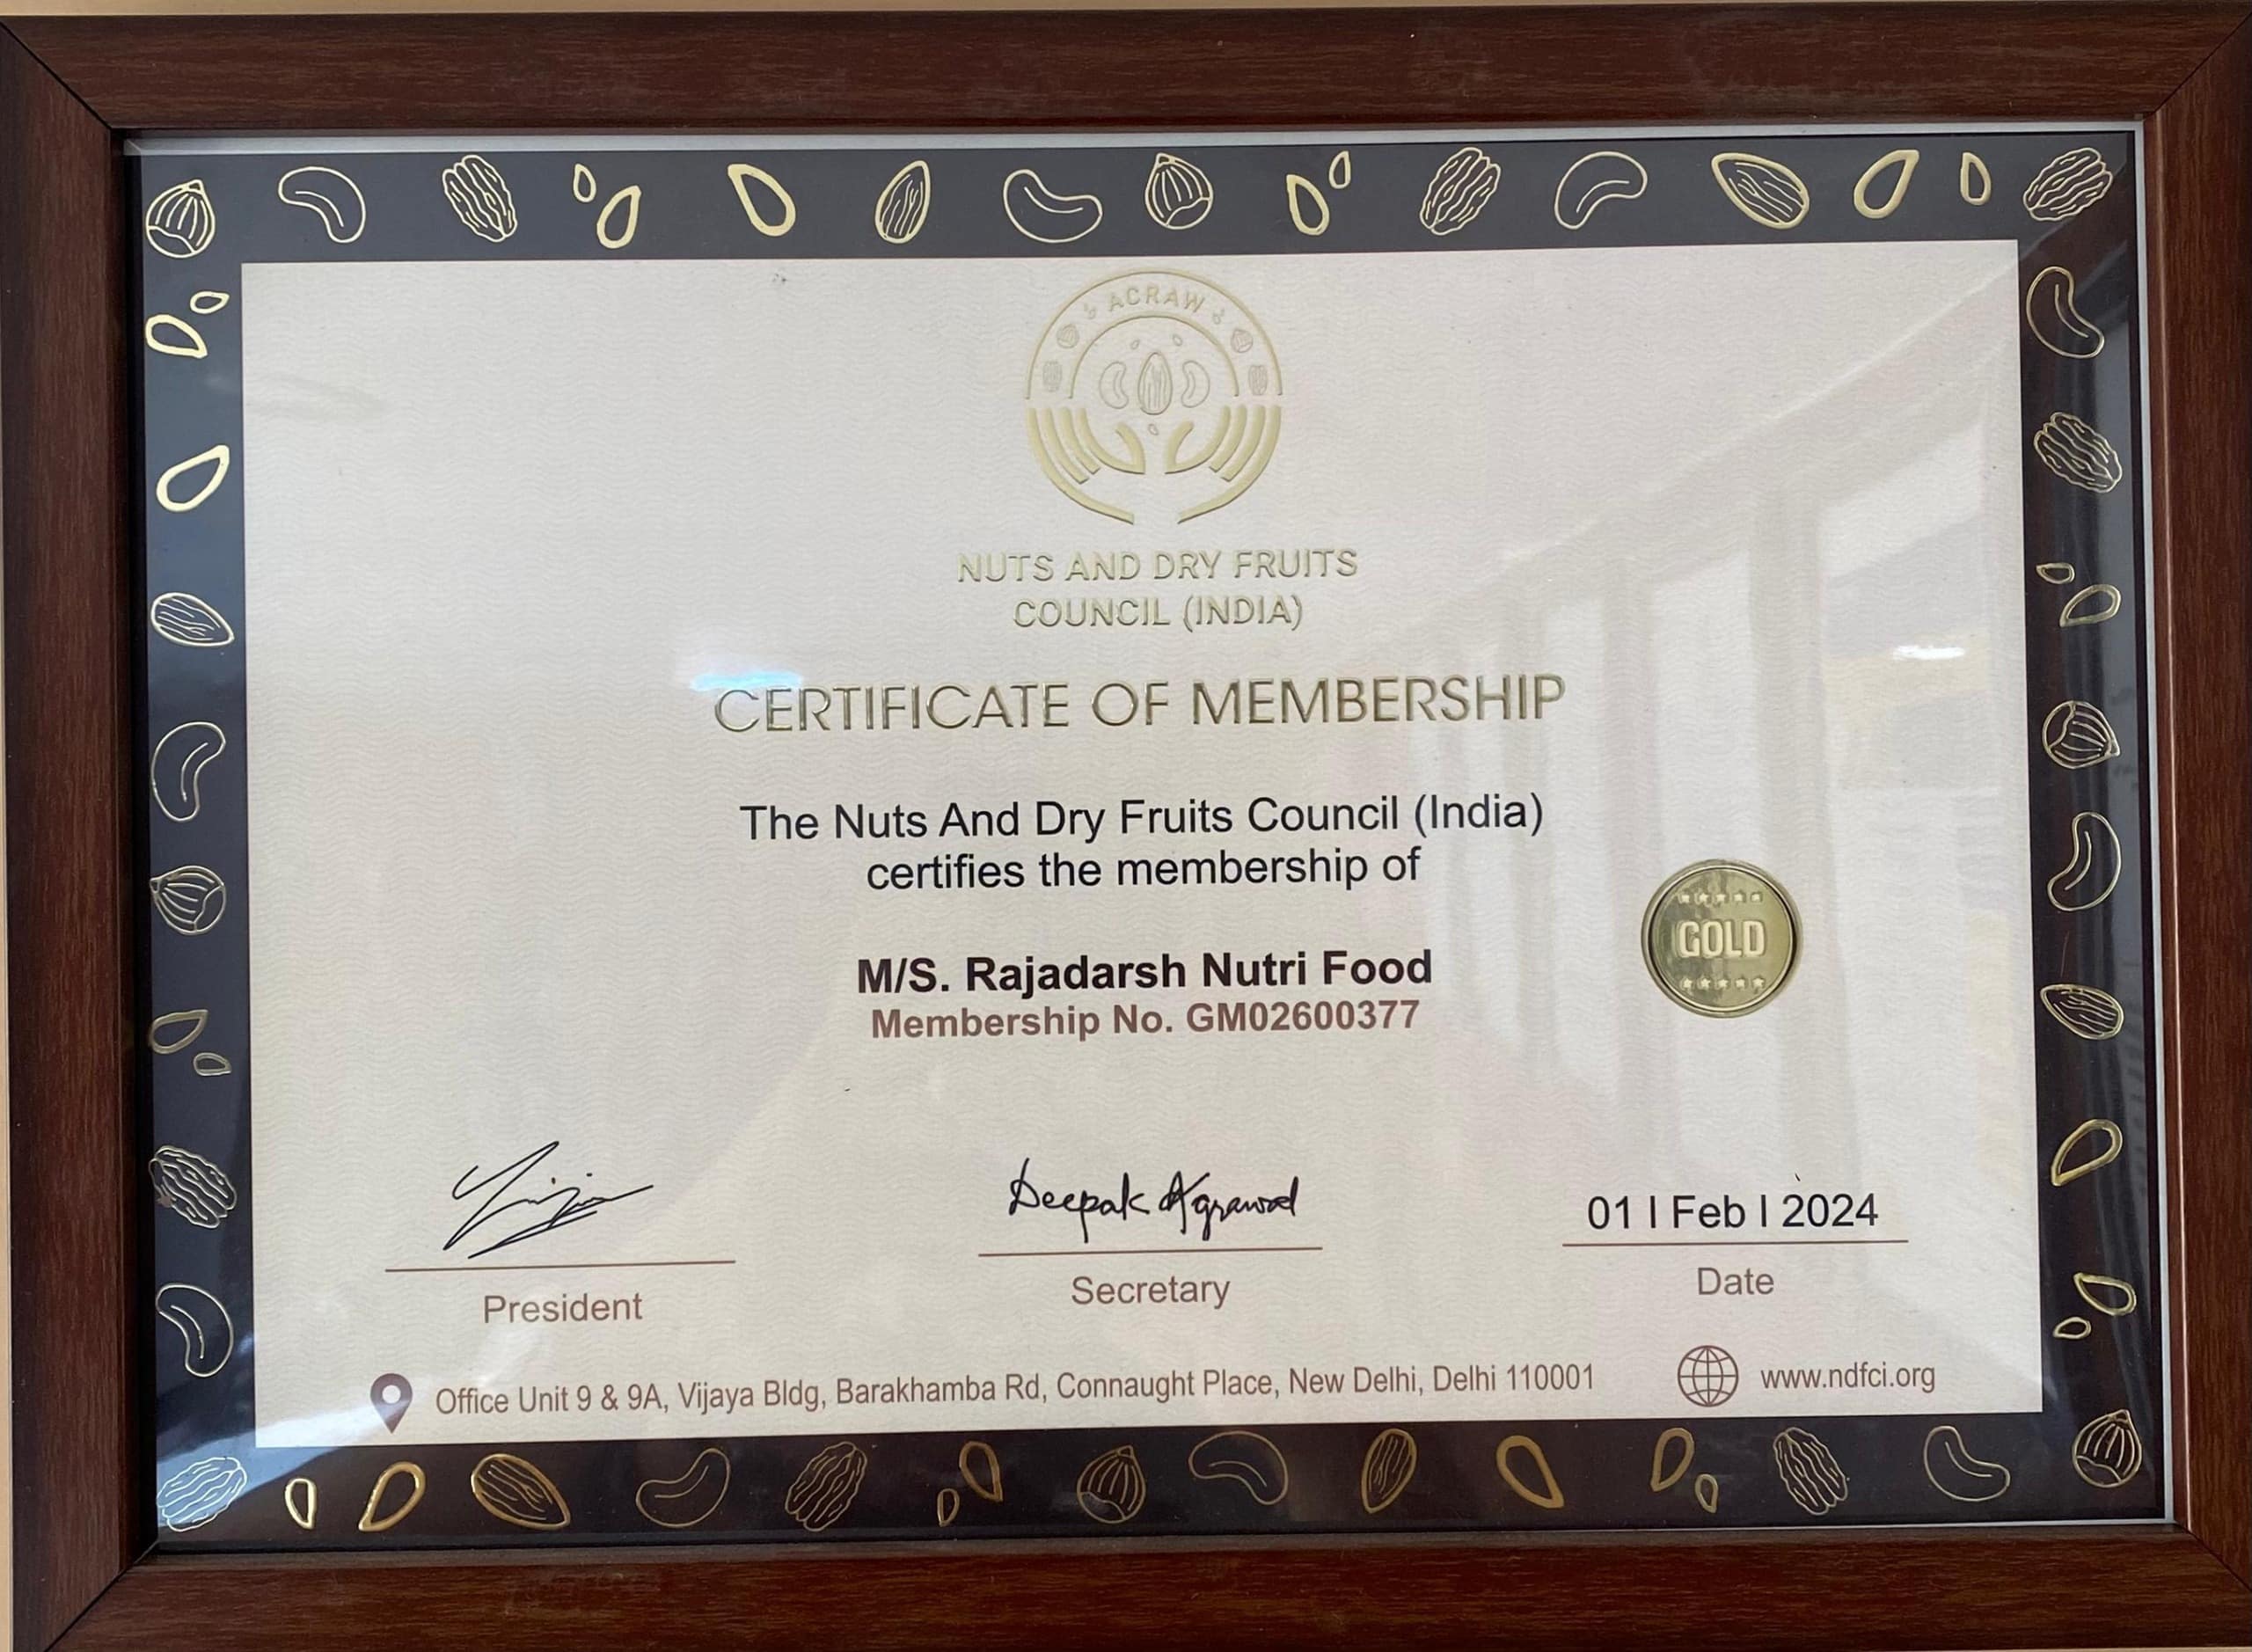 ACRAW
NUTS AND DRY FRUITS
COUNCIL (INDIA)
CERTIFICATE OF MEMBERSHIP
The Nuts And Dry Fruits Council (India)
certifies the membership of
GOLD
M/S. Rajadarsh Nutri Food
Membership No. GM02600377
Deepak Agrawal
01 | Feb | 2024
President
Secretary
Date
Office Unit 9 & 9A, Vijaya Bldg, Barakhamba Rd, Connaught Place, New Delhi, Delhi 110001
www.ndfci.org